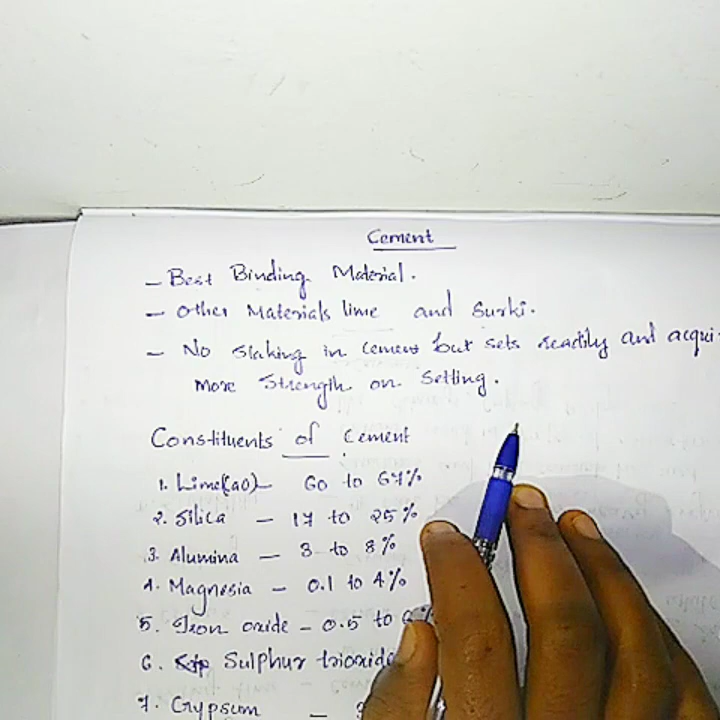 Cement
- Best Binding Material.
- Other Materials lime and Surki.
- No slaking in cement but sets readily and acqui
more Strength on Setting.
Constituents of Cement
1. Lime(CaO)- 60 to 67%
2. Silica - 17 to 25%
3. Alumina - 3 to 8%
4. Magnesia - 0.1 to 4%
5. Iron oxide - 0.5 to
6. Sulphur trioxide
7. Gypsum -